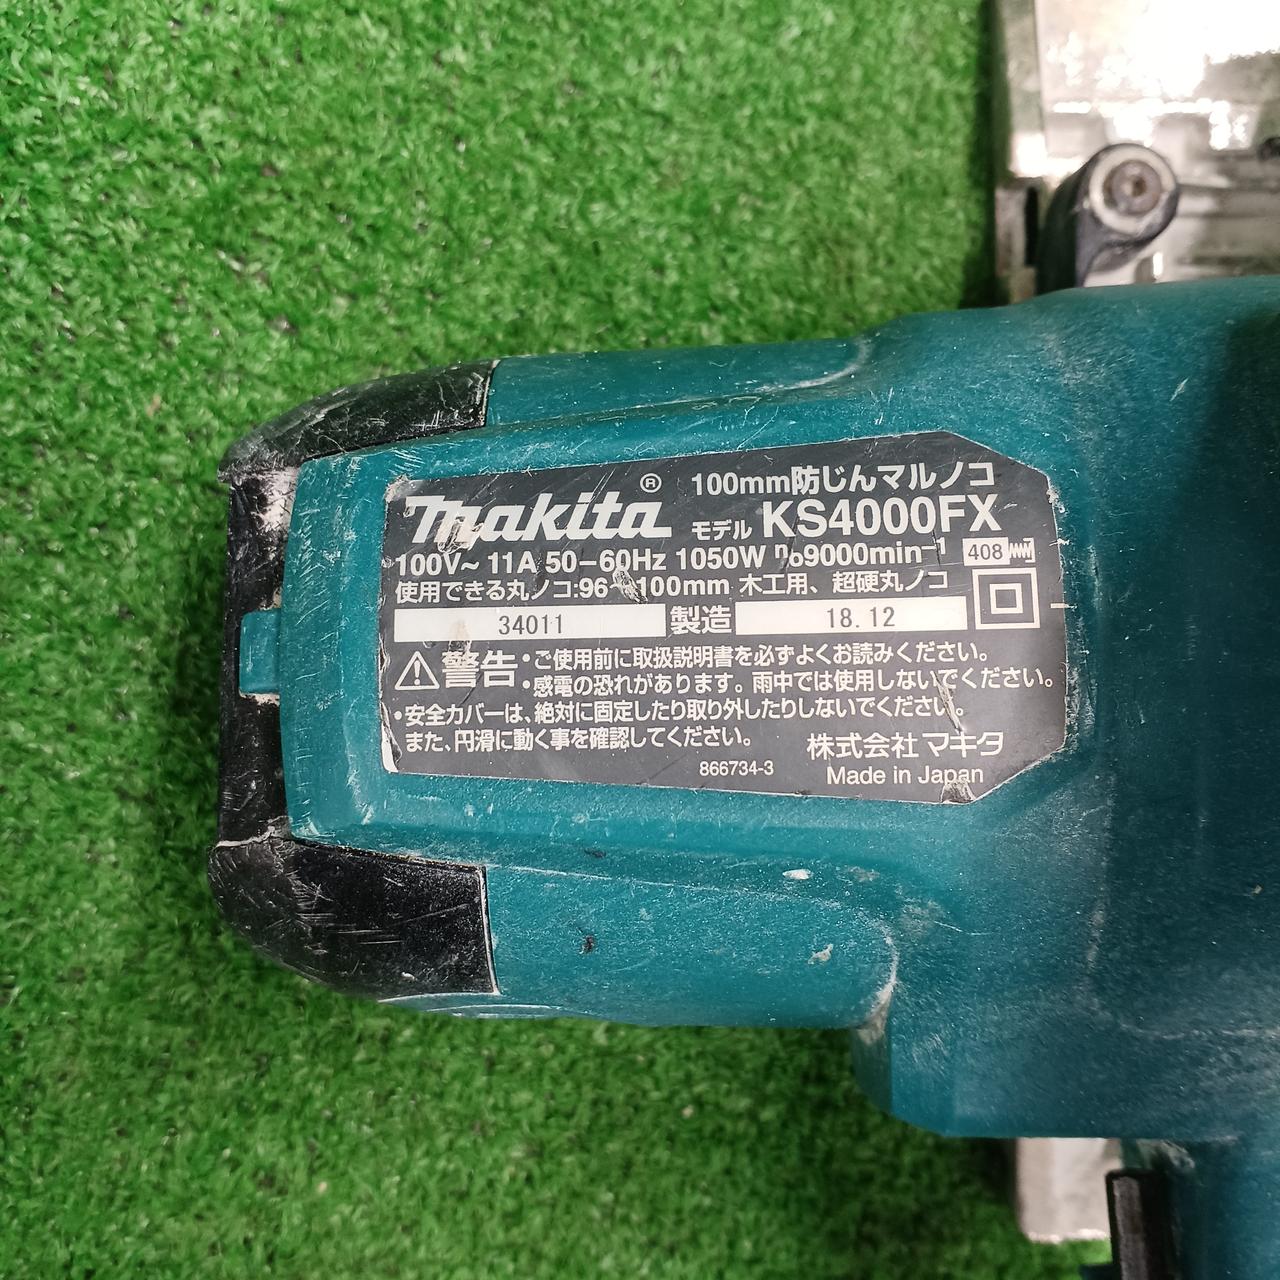 makita® 100mm防じんマルノコ
モデル KS4000FX
100V~ 11A 50-60Hz 1050W n₀9000min⁻¹ 408
使用できる丸ノコ:96~100mm 木工用、超硬丸ノコ
34011 製造 18.12
警告 •ご使用前に取扱説明書を必ずよくお読みください。
•感電の恐れがあります。雨中では使用しないでください。
•安全カバーは、絶対に固定したり取り外したりしないでください。
また、円滑に動く事を確認してください。
株式会社マキタ
866734-3 Made in Japan